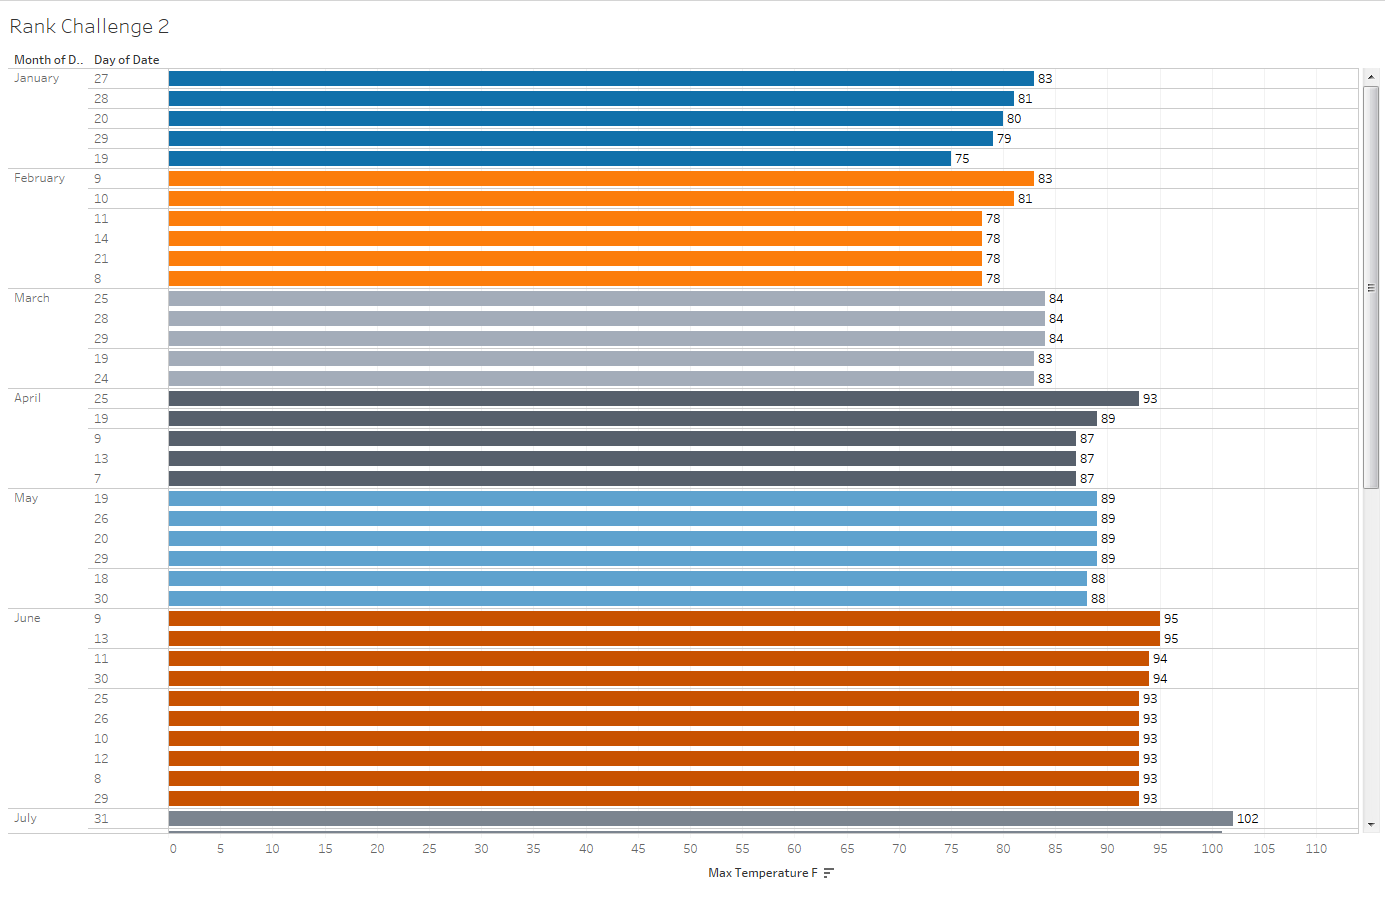 Rank Challenge 2
Month of D.. Day of Date
January 27 83
28 81
20 80
29 79
19 75
February 9 83
10 81
11 78
14 78
21 78
8 78
March 25 84
28 84
29 84
19 83
24 83
April 25 93
19 89
9 87
13 87
7 87
May 19 89
26 89
20 89
29 89
18 88
30 88
June 9 95
13 95
11 94
30 94
25 93
26 93
10 93
12 93
8 93
29 93
July 31 102
0 5 10 15 20 25 30 35 40 45 50 55 60 65 70 75 80 85 90 95 100 105 110
Max Temperature F